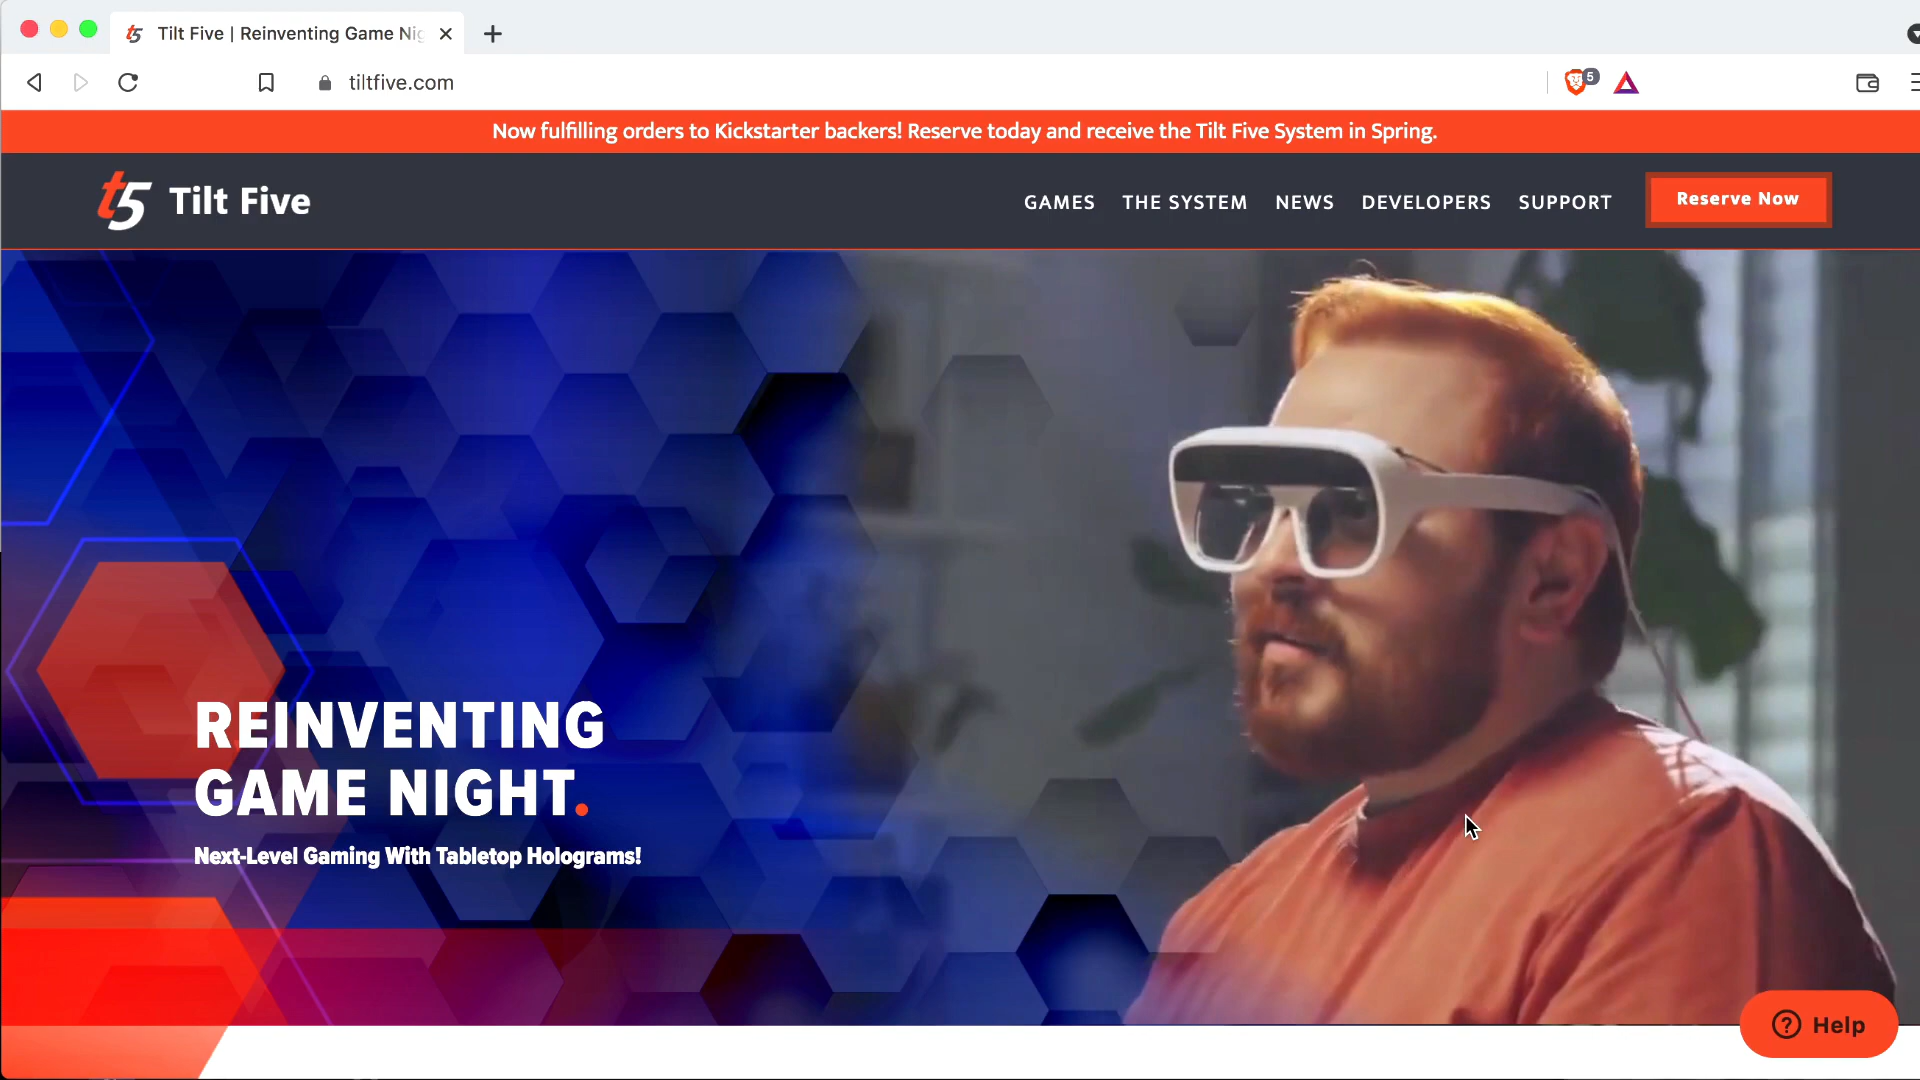 Tilt Five | Reinventing Game Nig
tiltfive.com
5
Now fulfilling orders to Kickstarter backers! Reserve today and receive the Tilt Five System in Spring.
t5 Tilt Five
GAMES THE SYSTEM NEWS DEVELOPERS SUPPORT Reserve Now
REINVENTING
GAME NIGHT.
Next-Level Gaming With Tabletop Holograms!
? Help